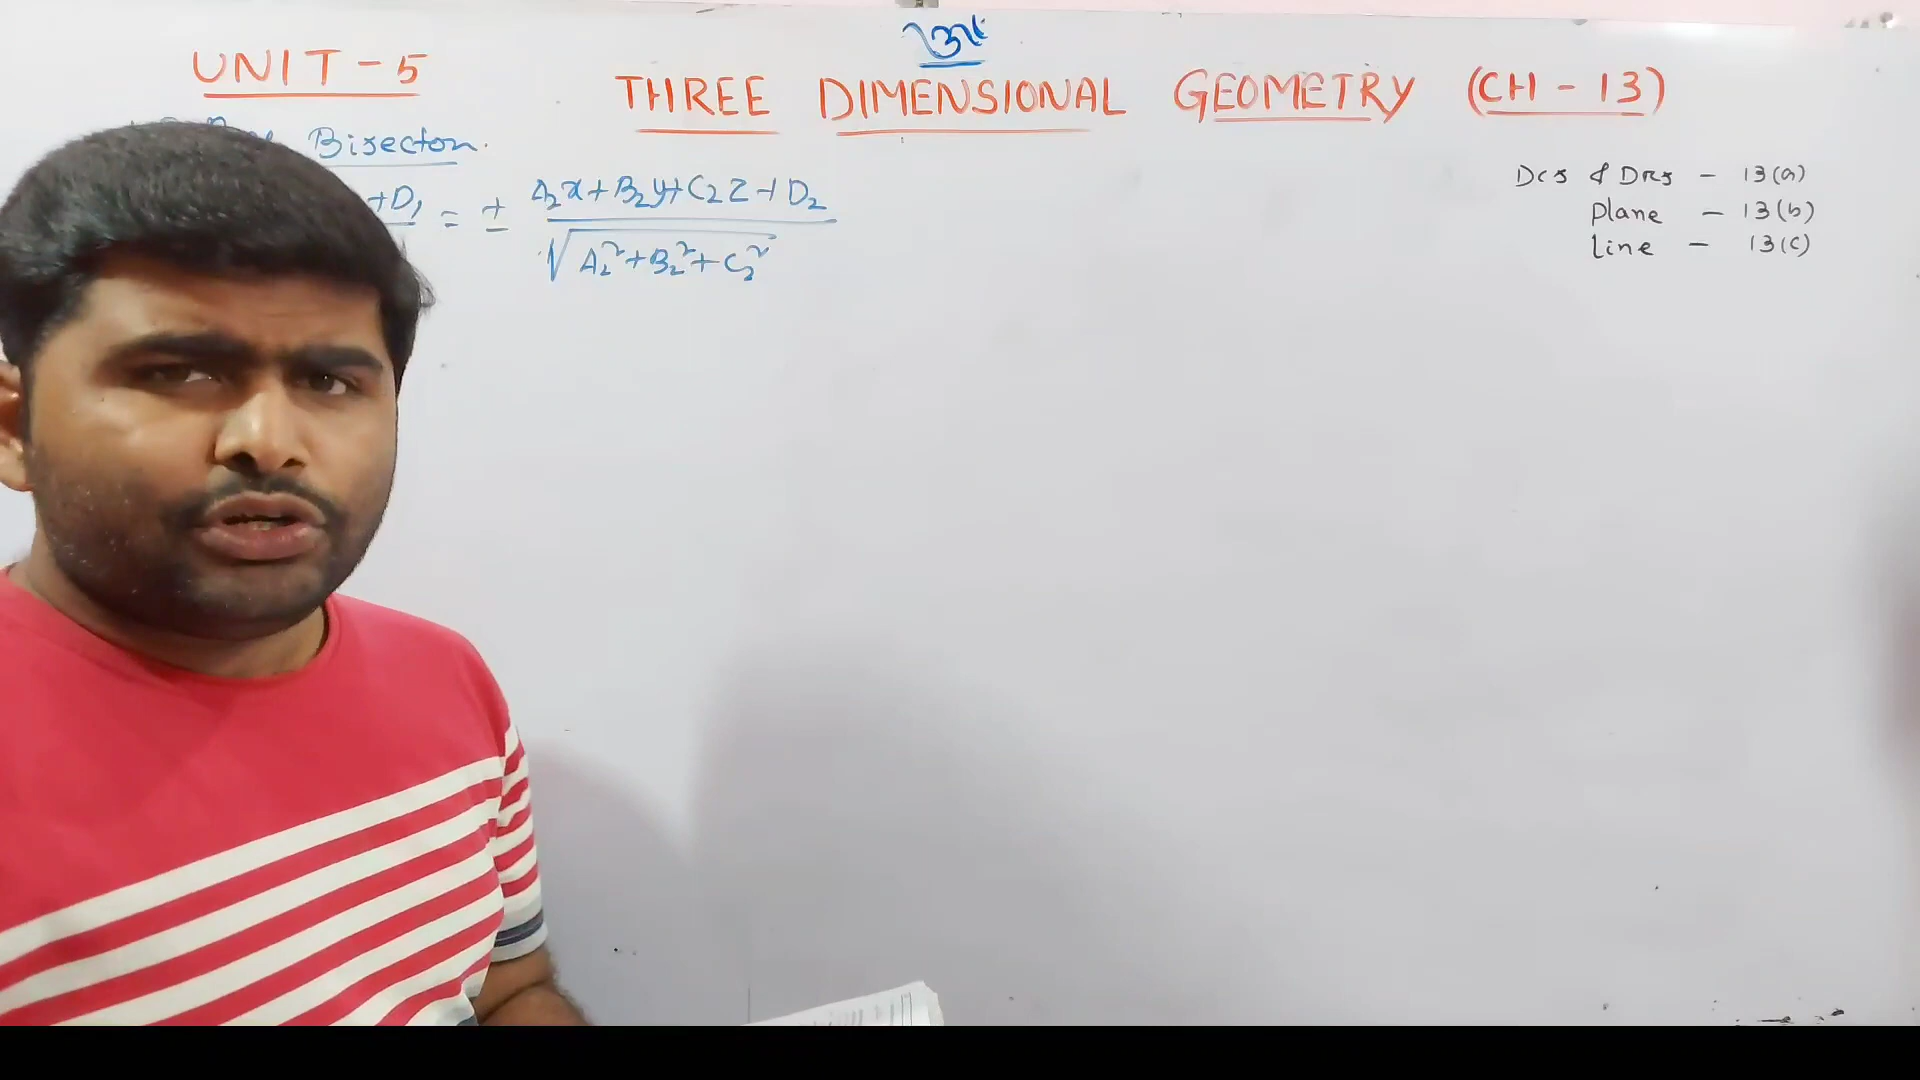 UNIT - 5
THREE DIMENSIONAL GEOMETRY (CH - 13)
Bisecton.
+D₁ = ± A₂x+B₂y+C₂z+D₂ / √A₂²+B₂²+C₂²
Dcs & DRs - 13(a)
plane - 13(b)
line - 13(c)